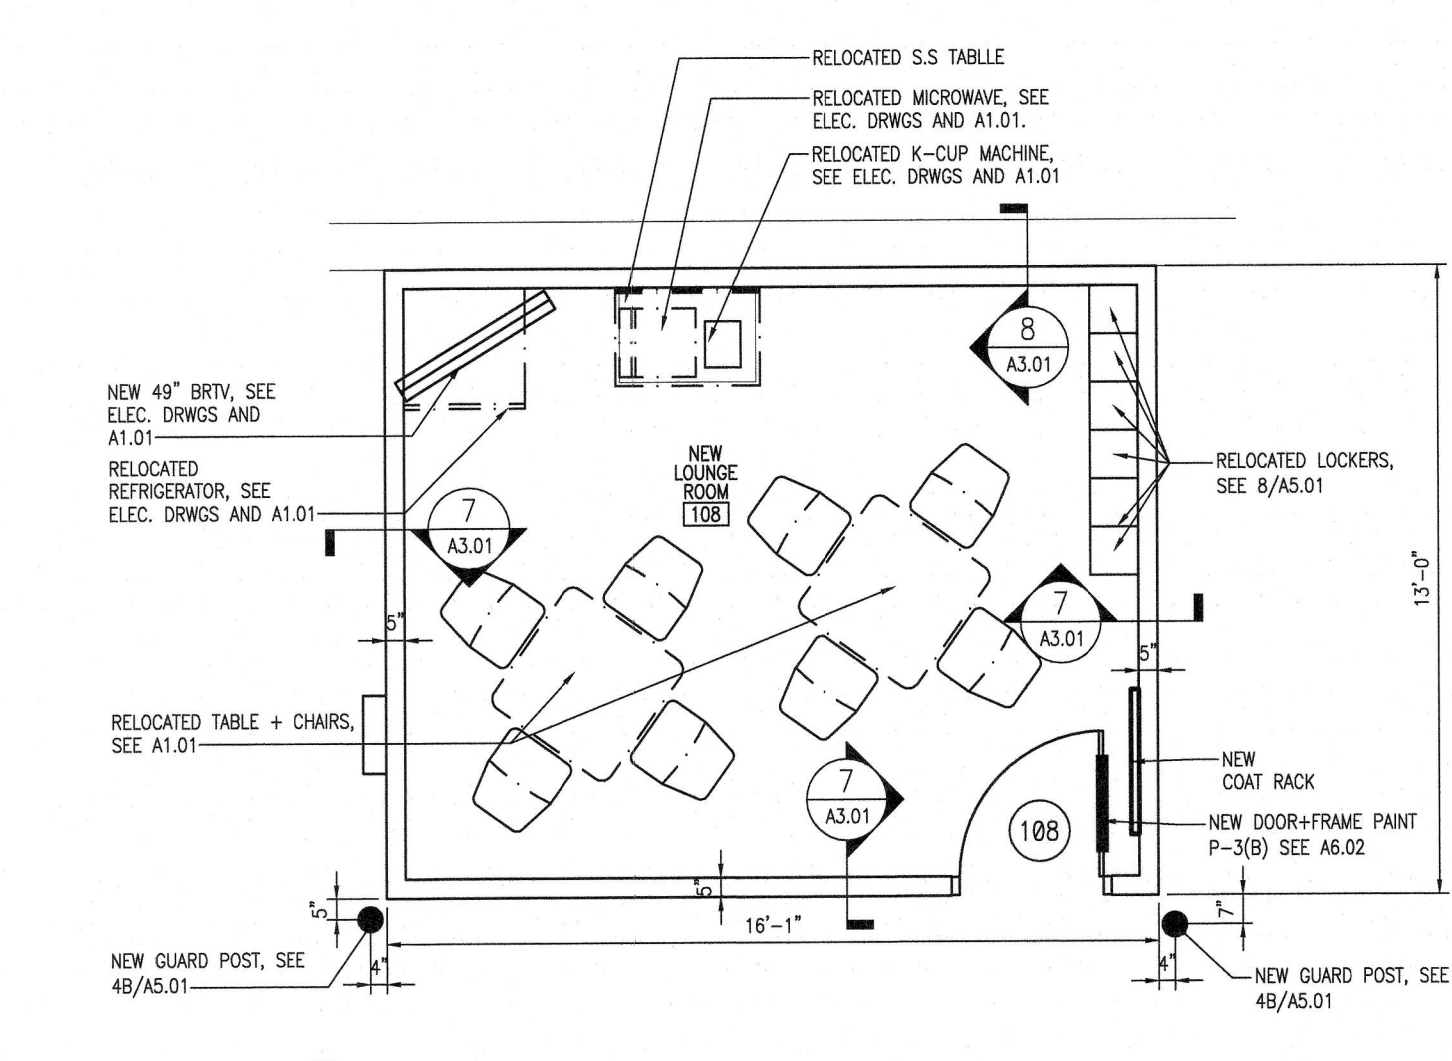 RELOCATED S.S TABLLE
RELOCATED MICROWAVE, SEE
ELEC. DRWGS AND A1.01.
RELOCATED K-CUP MACHINE,
SEE ELEC. DRWGS AND A1.01
8
A3.01
NEW 49" BRTV, SEE
ELEC. DRWGS AND
A1.01
RELOCATED
REFRIGERATOR, SEE
ELEC. DRWGS AND A1.01
NEW
LOUNGE
ROOM
108
RELOCATED LOCKERS,
SEE 8/A5.01
7
A3.01
13'-0"
7
A3.01
5"
5"
RELOCATED TABLE + CHAIRS,
SEE A1.01
NEW
COAT RACK
7
A3.01
108
NEW DOOR+FRAME PAINT
P-3(B) SEE A6.02
5"
5"
16'-1"
7"
NEW GUARD POST, SEE
4B/A5.01
4"
4"
NEW GUARD POST, SEE
4B/A5.01